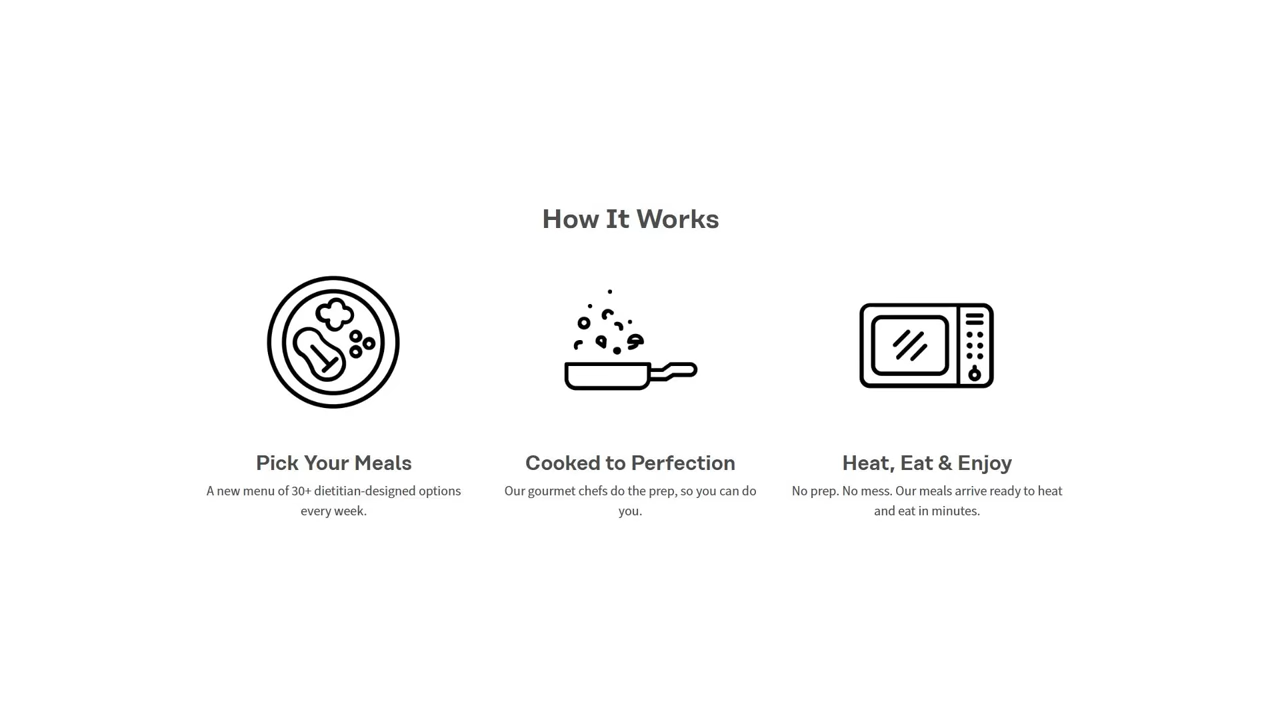 How It Works
Pick Your Meals
A new menu of 30+ dietitian-designed options
every week.
Cooked to Perfection
Our gourmet chefs do the prep, so you can do
you.
Heat, Eat & Enjoy
No prep. No mess. Our meals arrive ready to heat
and eat in minutes.